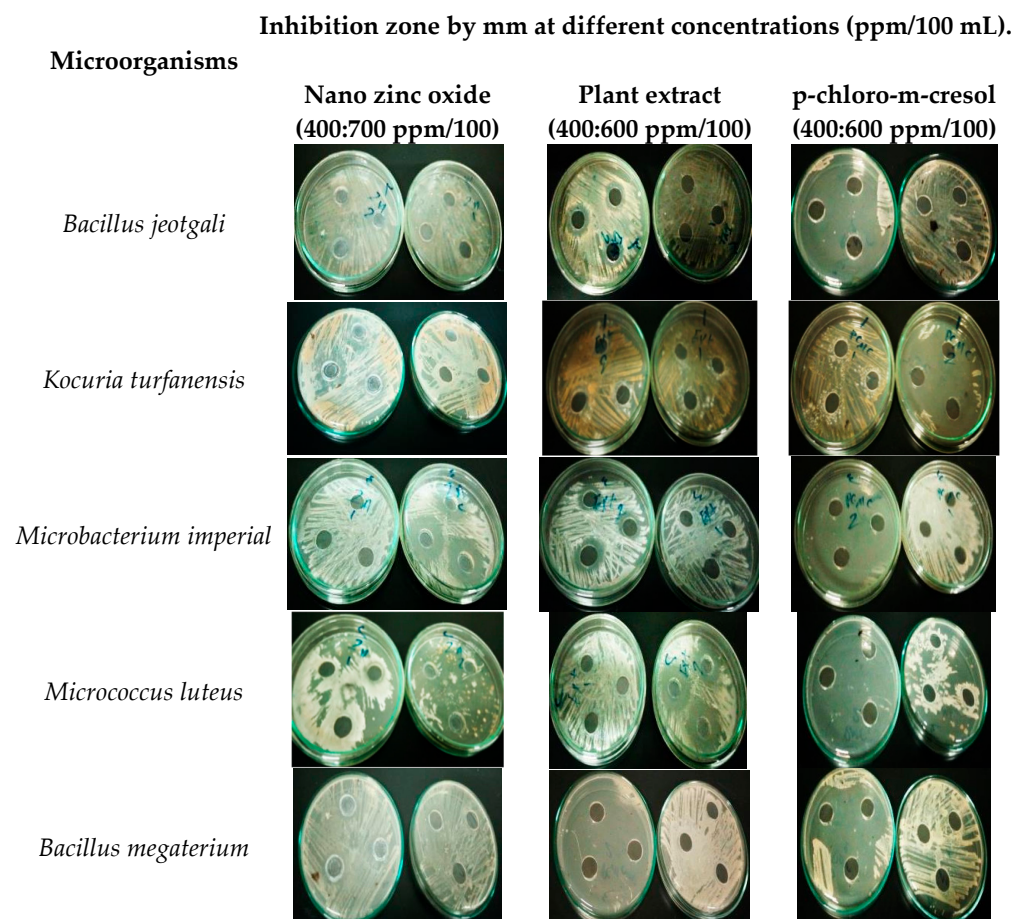 Inhibition zone by mm at different concentrations (ppm/100 mL).
Microorganisms
Nano zinc oxide
(400:700 ppm/100)
Plant extract
(400:600 ppm/100)
p-chloro-m-cresol
(400:600 ppm/100)
Bacillus jeotgali
Kocuria turfanensis
Microbacterium imperial
Micrococcus luteus
Bacillus megaterium